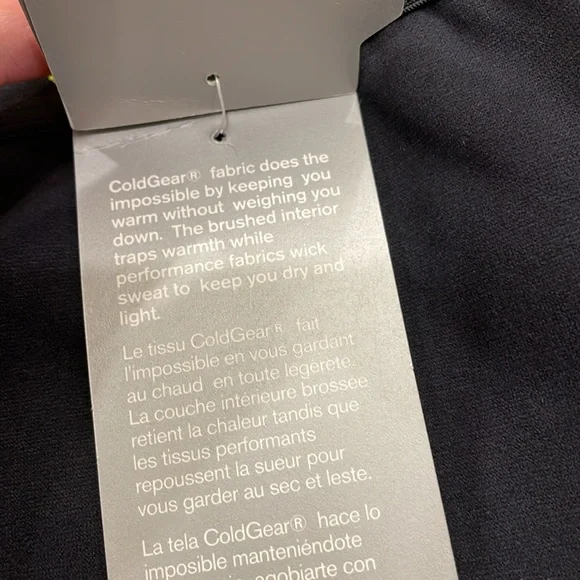 ColdGear® fabric does the
impossible by keeping you
warm without weighing you
down. The brushed interior
traps warmth while
performance fabrics wick
sweat to keep you dry and
light.
Le tissu ColdGear® fait
l'impossible en vous gardant
au chaud en toute légèreté.
La couche intérieure brossée
retient la chaleur tandis que
les tissus performants
repoussent la sueur pour
vous garder au sec et leste.
La tela ColdGear® hace lo
imposible manteniéndote
agobiarte con